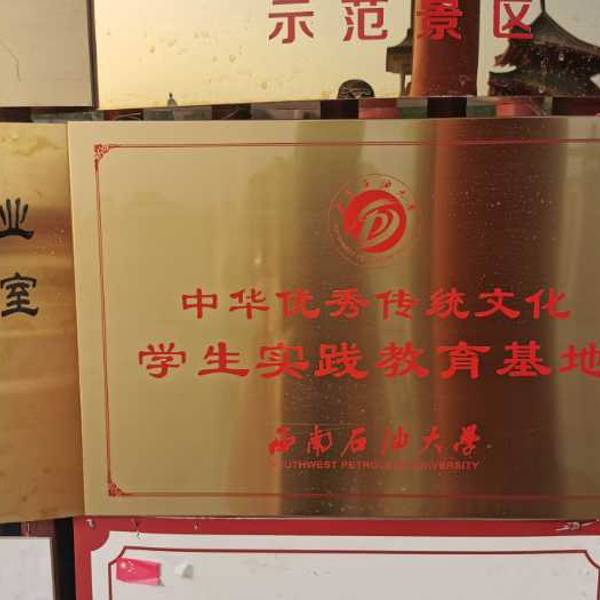 示范景区
业
室
中华优秀传统文化
学生实践教育基地
西南石油大学
SOUTHWEST PETROLEUM UNIVERSITY